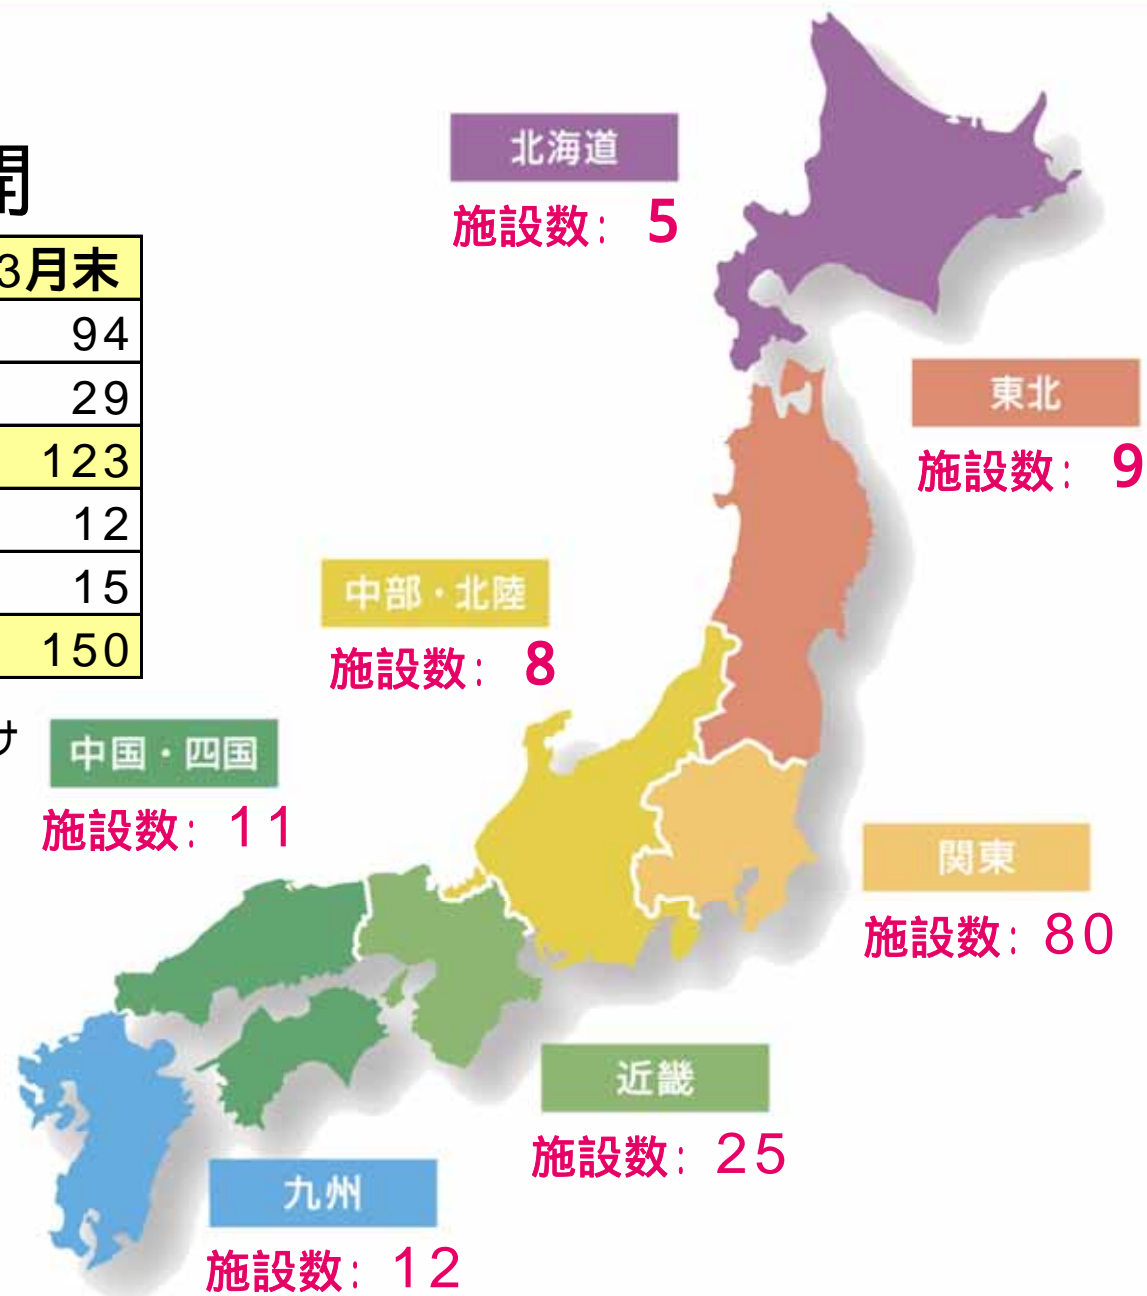 開
3月末
94
29
123
12
15
150
け
北海道
施設数: 5
東北
施設数: 9
中部・北陸
施設数: 8
中国・四国
施設数: 11
関東
施設数: 80
近畿
施設数: 25
九州
施設数: 12